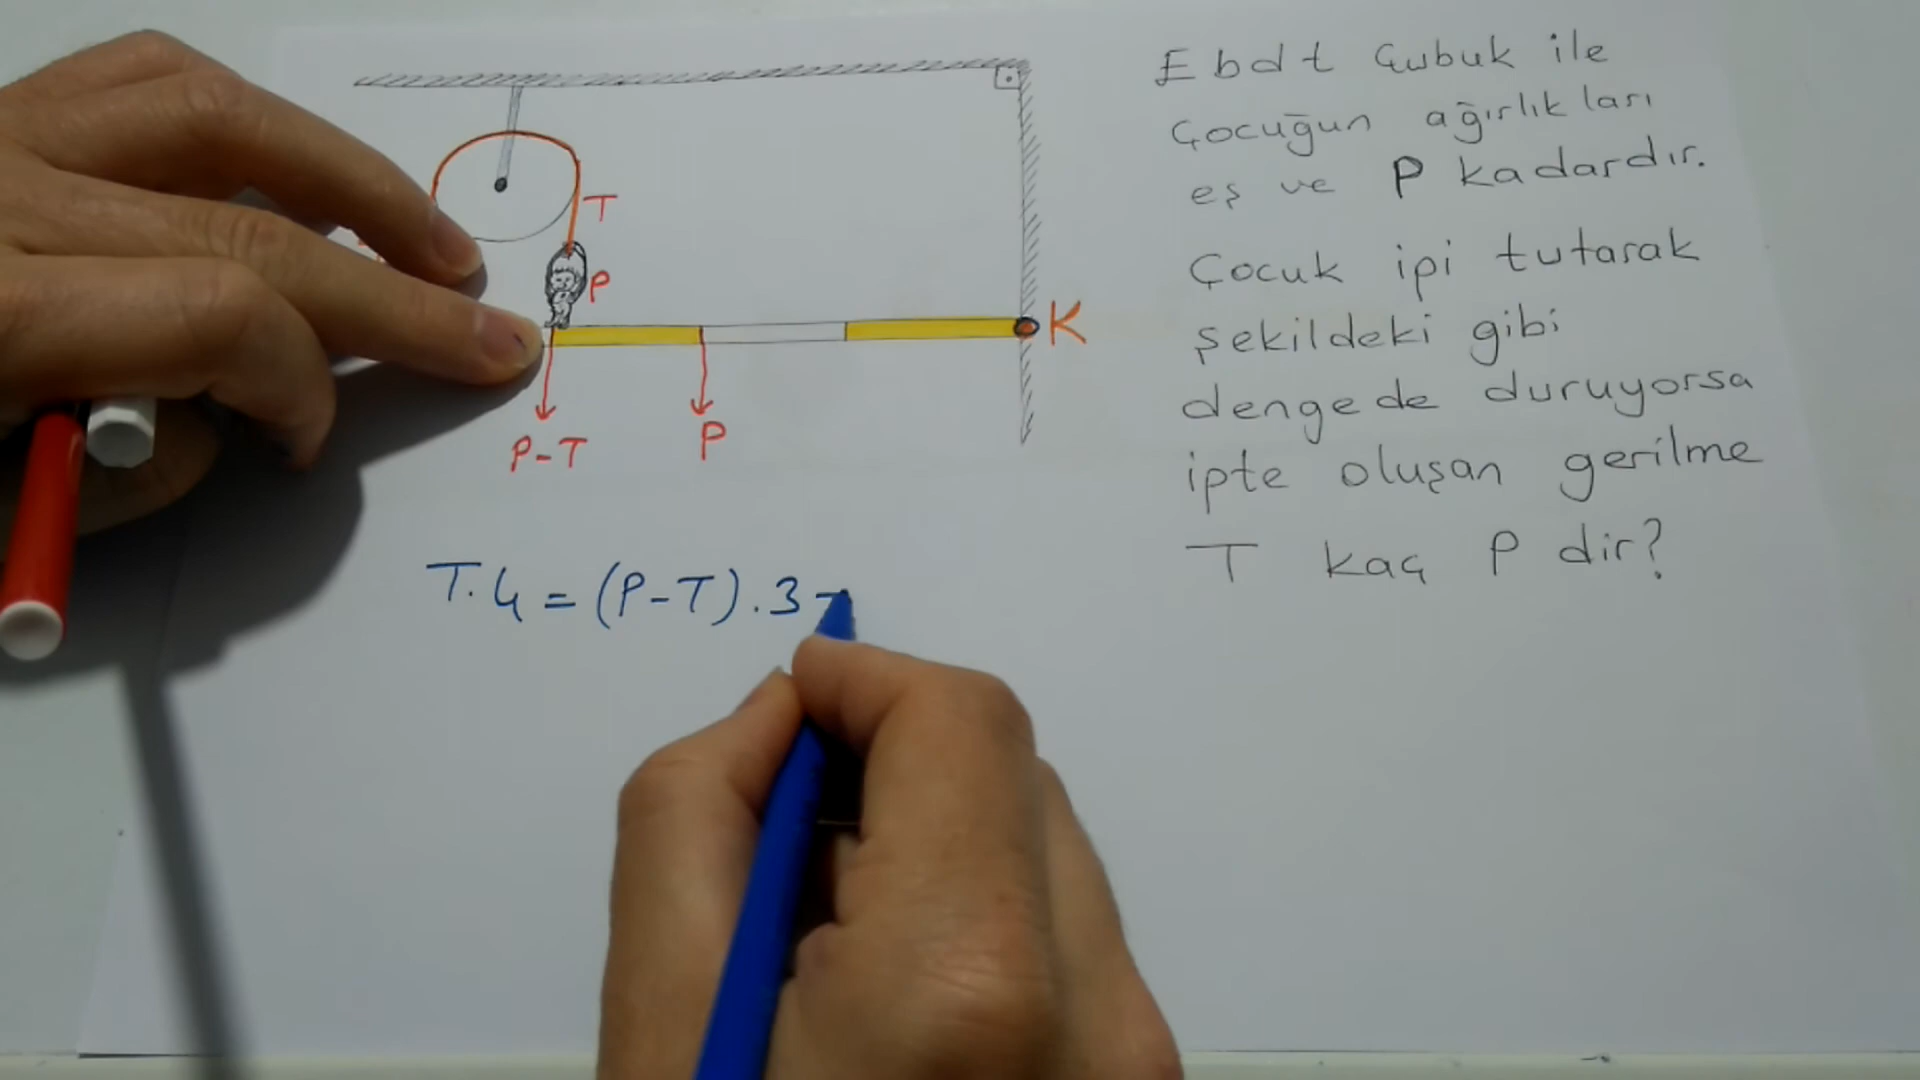 T
P
K
P-T
P
T.4=(P-T).3
Ebdt Çubuk ile
Çocuğun ağırlıkları
eş ve P kadardır.
Çocuk ipi tutarak
şekildeki gibi
dengede duruyorsa
ipte oluşan gerilme
T kaç P dir?